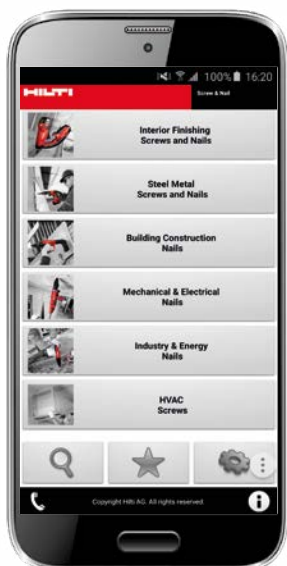 100% 16:20
HILTI
Screw & Nail
Interior Finishing
Screws and Nails
Steel Metal
Screws and Nails
Building Construction
Nails
Mechanical & Electrical
Nails
Industry & Energy
Nails
HVAC
Screws
Copyright Hilti AG. All rights reserved